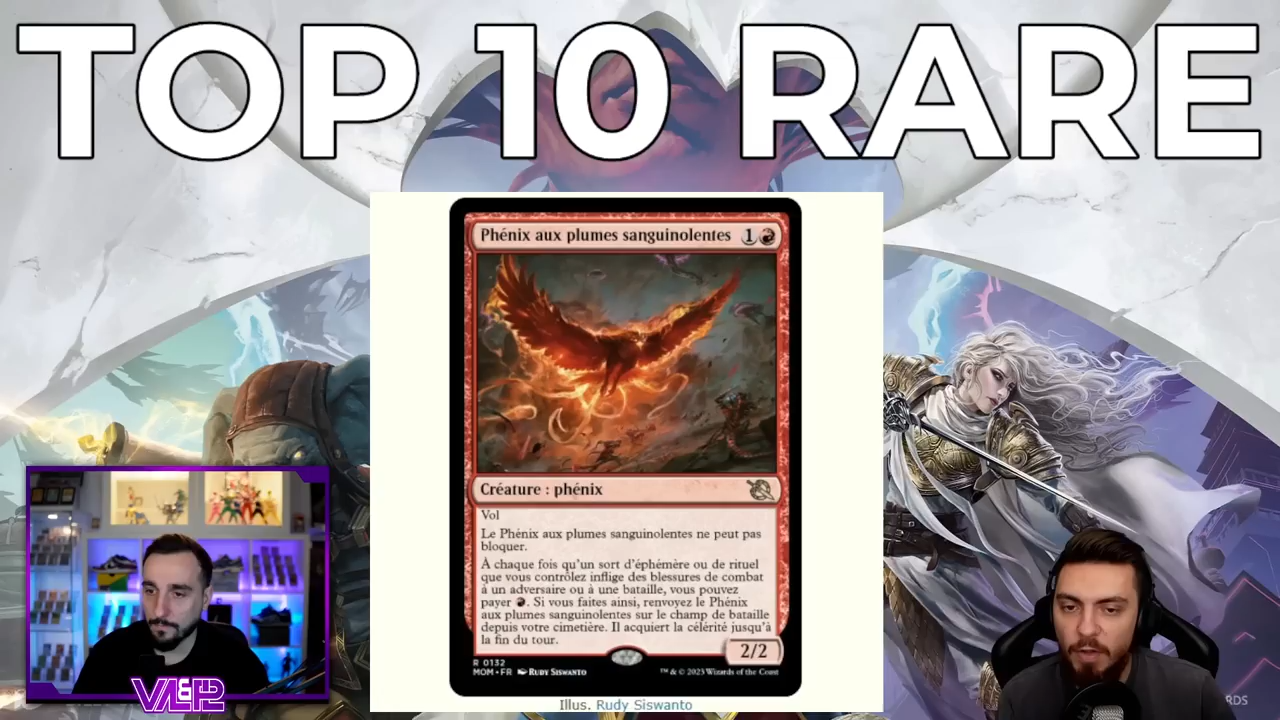 TOP 10 RARE
Phénix aux plumes sanguinolentes 1
Créature : phénix
Vol
Le Phénix aux plumes sanguinolentes ne peut pas
bloquer.
À chaque fois qu'un sort d'éphémère ou de rituel
que vous contrôlez inflige des blessures de combat
à un adversaire ou à une bataille, vous pouvez
payer . Si vous faites ainsi, renvoyez le Phénix
aux plumes sanguinolentes sur le champ de bataille
depuis votre cimetière. Il acquiert la célérité jusqu'à
la fin du tour.
2/2
R 0132
MOM • FR Rudy Siswanto
™ & © 2023 Wizards of the Coast
Illus. Rudy Siswanto
RDS